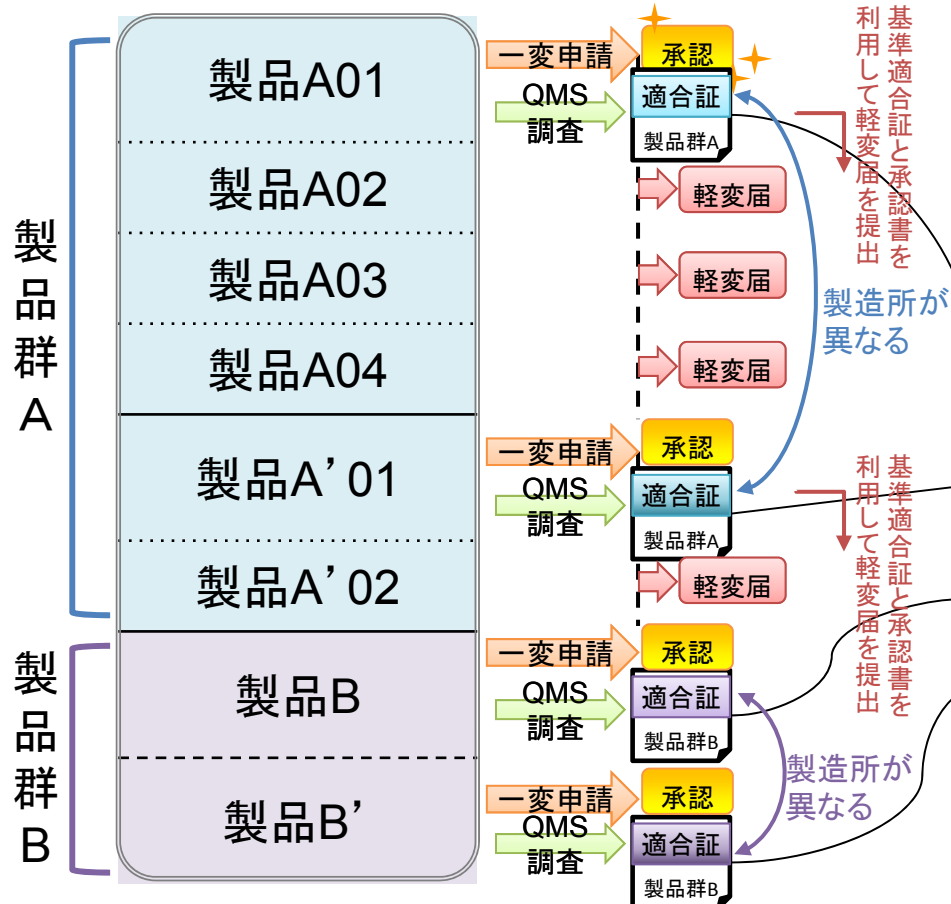 製品群A
製品A01
製品A02
製品A03
製品A04
製品A’01
製品A’02
製品群B
製品B
製品B’
一変申請
承認
QMS
調査
適合証
製品群A
軽変届
軽変届
軽変届
基準適合証と承認書を
利用して軽変届を提出
製造所が
異なる
一変申請
承認
QMS
調査
適合証
製品群A
軽変届
基準適合証と承認書を
利用して軽変届を提出
一変申請
承認
QMS
調査
適合証
製品群B
製造所が
異なる
一変申請
承認
QMS
調査
適合証
製品群B